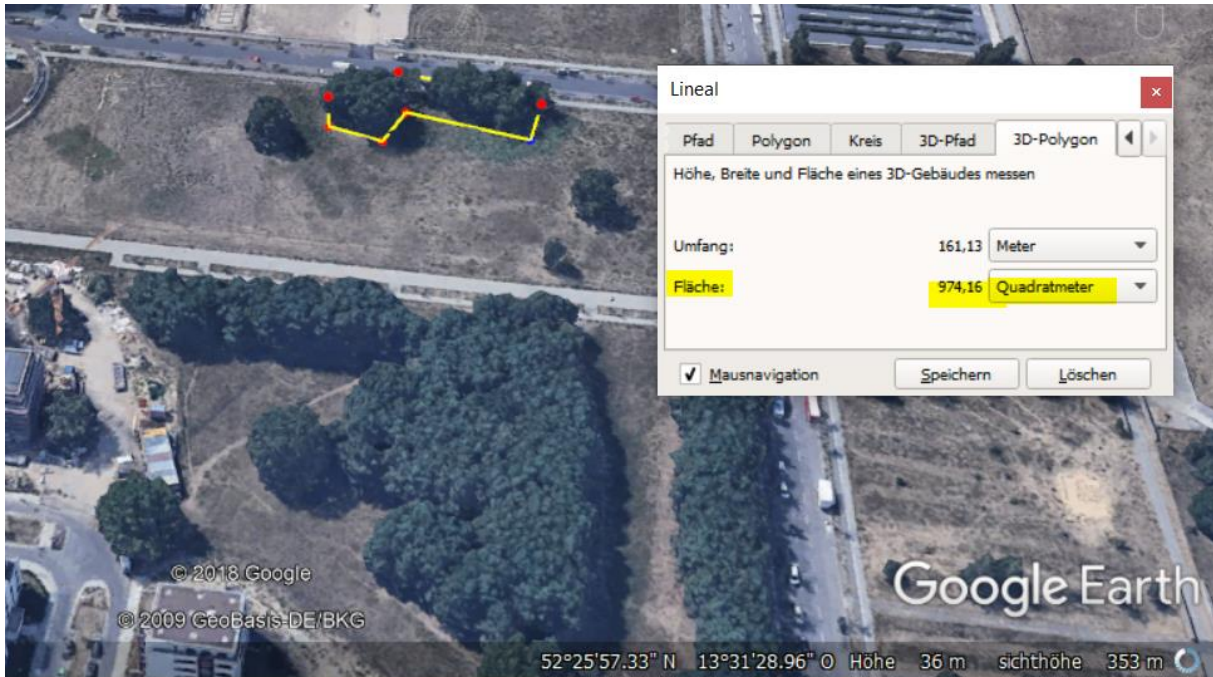 Lineal
Pfad Polygon Kreis 3D-Pfad 3D-Polygon
Höhe, Breite und Fläche eines 3D-Gebäudes messen
Umfang: 161,13 Meter
Fläche: 974,16 Quadratmeter
Mausnavigation Speichern Löschen
© 2018 Google
© 2009 GeoBasis-DE/BKG
Google Earth
52°25'57.33" N 13°31'28.96" O Höhe 36 m sichthöhe 353 m